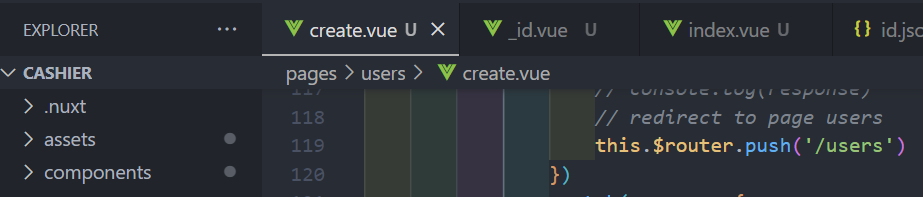 EXPLORER ...
create.vue U ×
_id.vue U
index.vue U
{} id.jsc
CASHIER
pages > users > create.vue
.nuxt
assets
components
117 // console.log(response)
118 // redirect to page users
119 this.$router.push('/users')
120 })